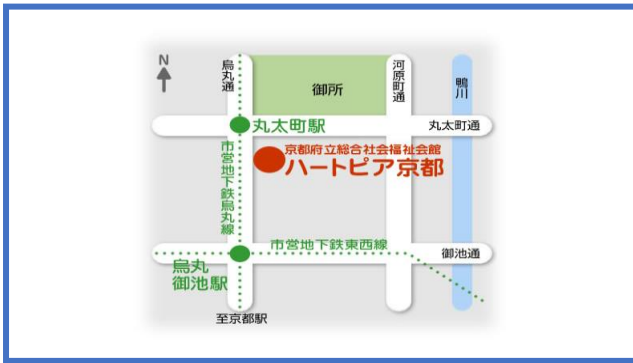 N
烏丸通
御所
河原町通
鴨川
丸太町駅
丸太町通
京都府立総合社会福祉会館
ハートピア京都
市営地下鉄烏丸線
市営地下鉄東西線
御池通
烏丸
御池駅
至京都駅